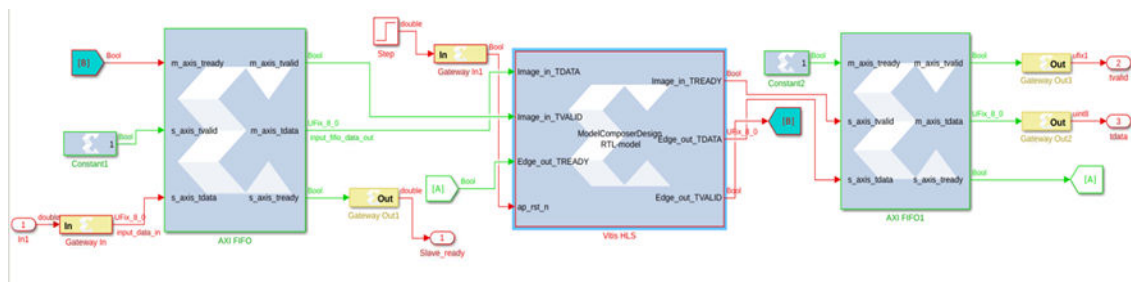 [B]
Bool
m_axis_tready
m_axis_tvalid
Bool
1
Constant1
Bool
s_axis_tvalid
m_axis_tdata
UFix_8_0
input_fifo_data_out
1
In1
double
In
Gateway In
UFix_8_0
input_data_in
s_axis_tdata
s_axis_tready
Bool
AXI FIFO
Out
Gateway Out1
double
1
Slave_ready
Step
double
In
Gateway In1
Bool
[A]
Bool
Image_in_TDATA
Image_in_TVALID
Edge_out_TREADY
ap_rst_n
ModelComposerDesign
RTL-model
Image_in_TREADY
Edge_out_TDATA
Edge_out_TVALID
Vitis HLS
Bool
UFix_8_0
Bool
[B]
1
Constant2
Bool
m_axis_tready
m_axis_tvalid
s_axis_tvalid
m_axis_tdata
s_axis_tdata
s_axis_tready
AXI FIFO1
Bool
Out
Gateway Out3
ufix1
2
tvalid
UFix_8_0
Out
Gateway Out2
uint8
3
tdata
Bool
[A]